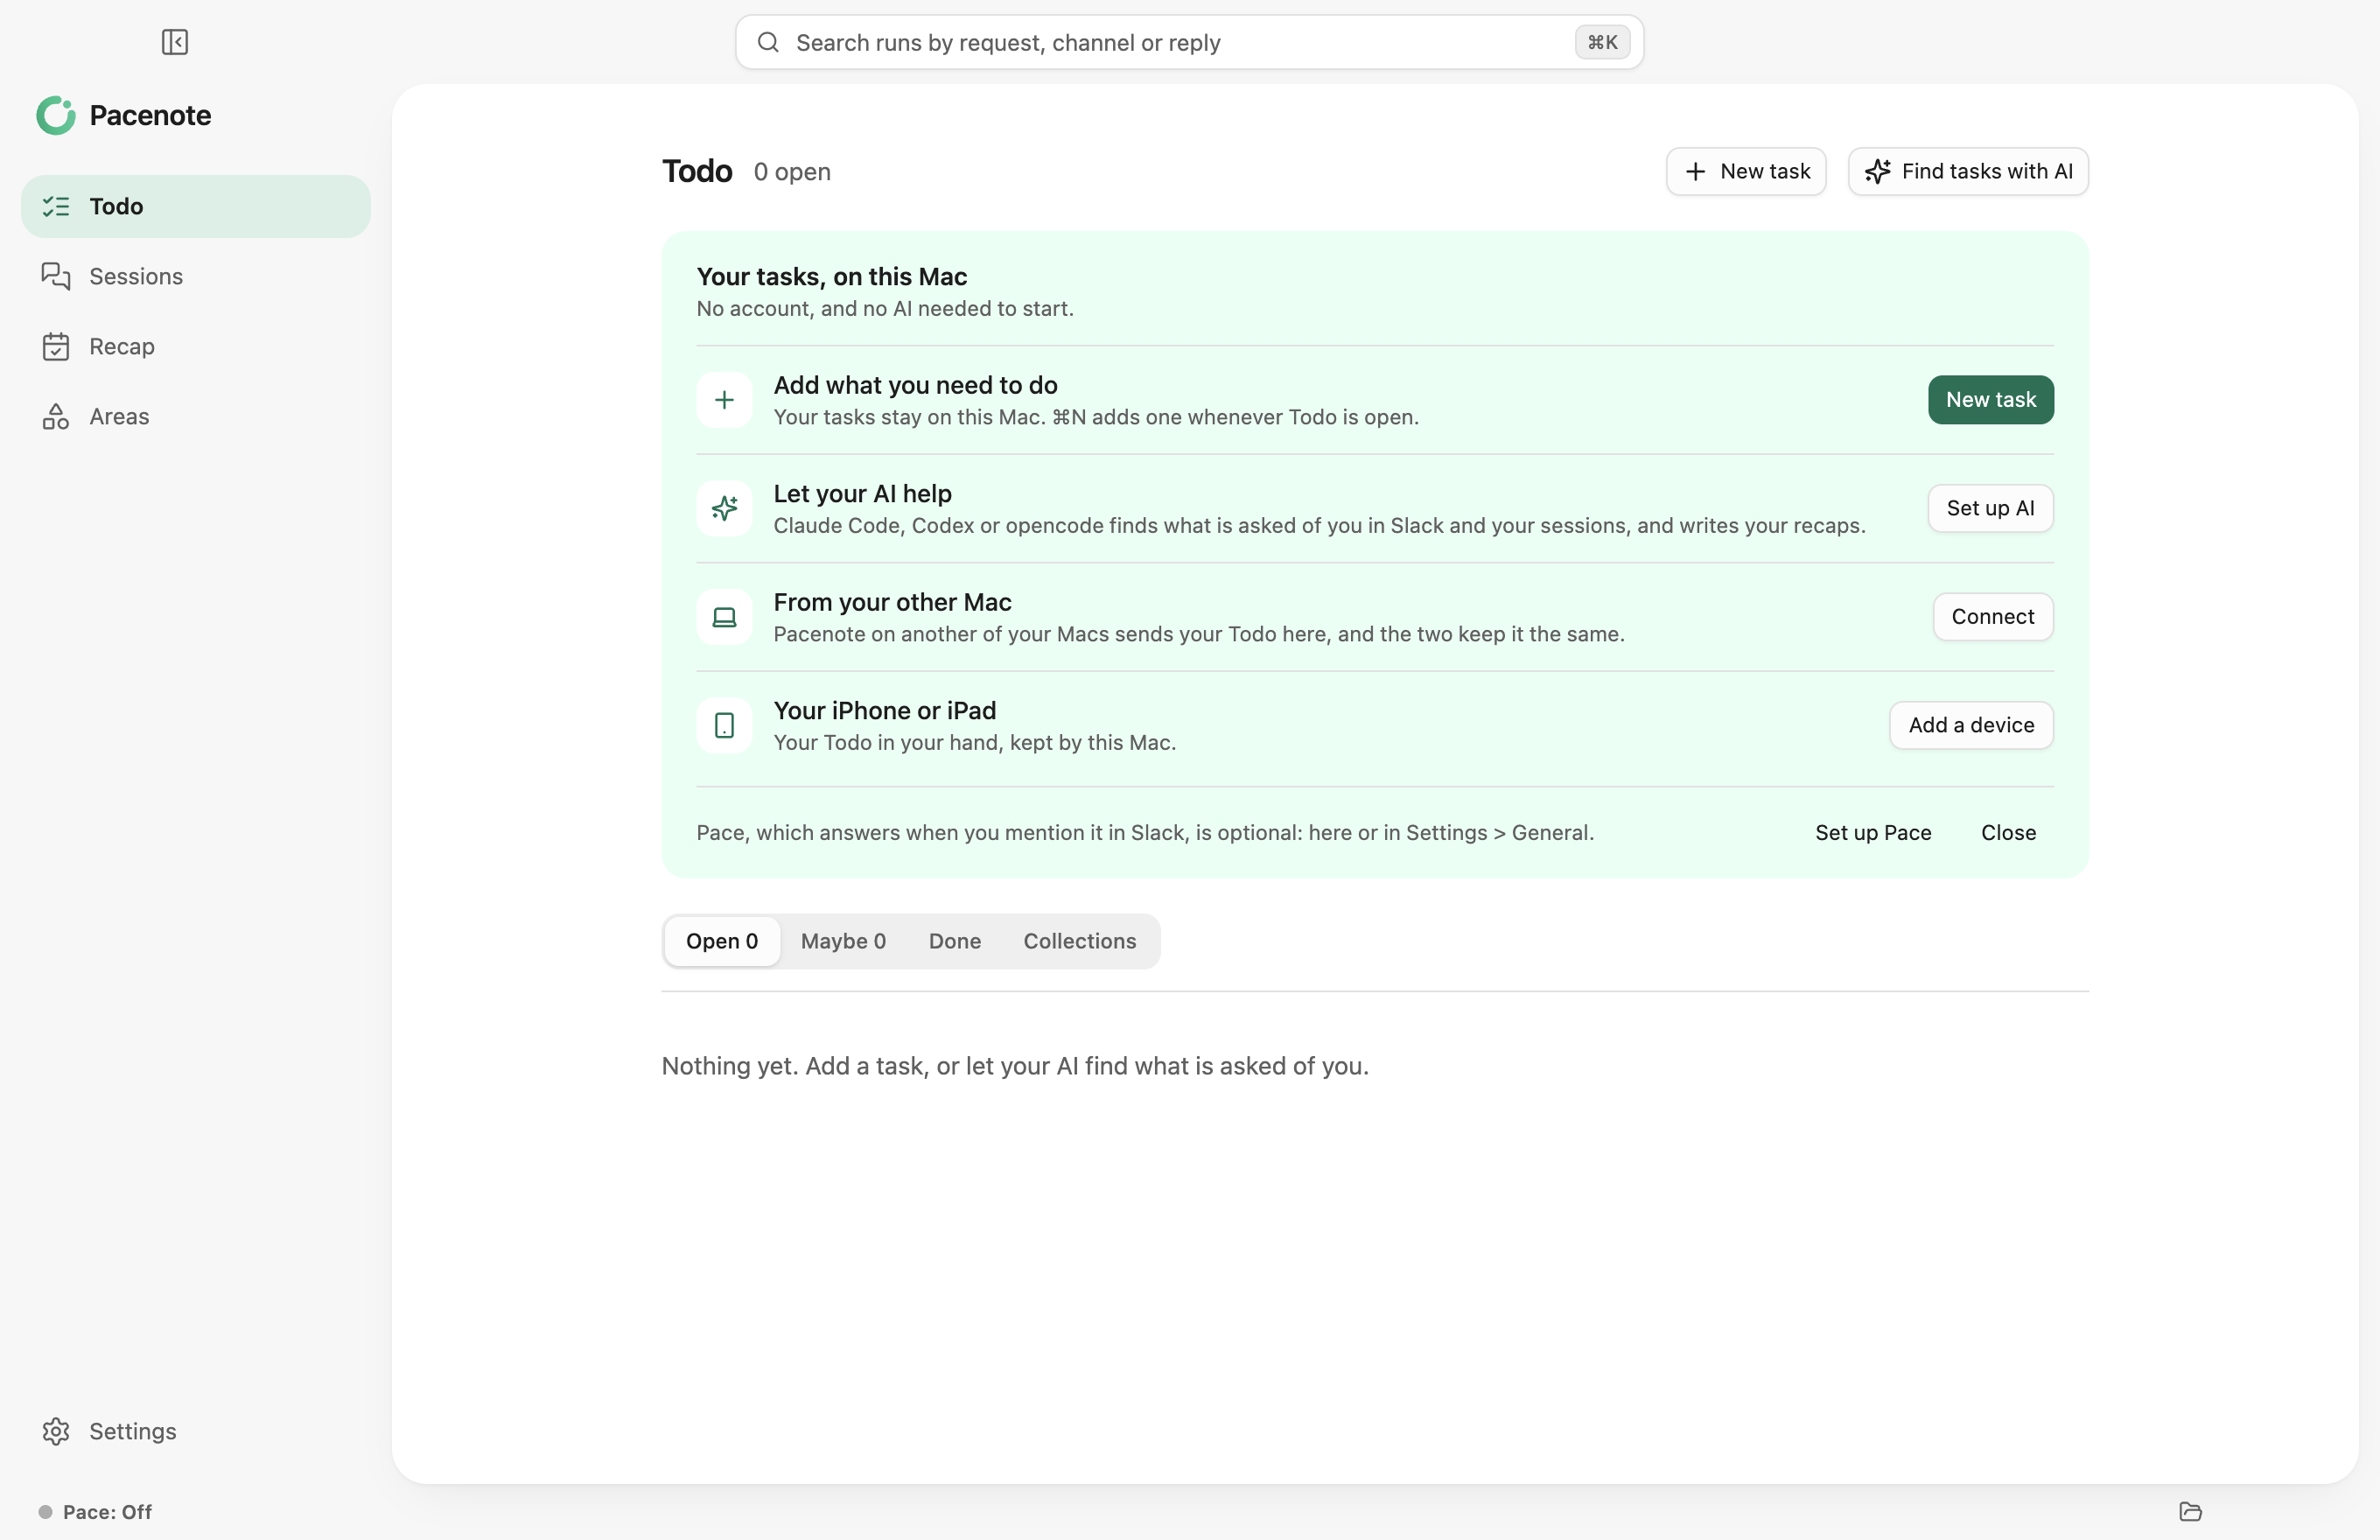 Search runs by request, channel or reply
⌘K
Pacenote
Todo
Sessions
Recap
Areas
Todo
0 open
New task
Find tasks with AI
Your tasks, on this Mac
No account, and no AI needed to start.
Add what you need to do
Your tasks stay on this Mac. ⌘N adds one whenever Todo is open.
New task
Let your AI help
Claude Code, Codex or opencode finds what is asked of you in Slack and your sessions, and writes your recaps.
Set up AI
From your other Mac
Pacenote on another of your Macs sends your Todo here, and the two keep it the same.
Connect
Your iPhone or iPad
Your Todo in your hand, kept by this Mac.
Add a device
Pace, which answers when you mention it in Slack, is optional: here or in Settings > General.
Set up Pace
Close
Open 0
Maybe 0
Done
Collections
Nothing yet. Add a task, or let your AI find what is asked of you.
Settings
Pace: Off